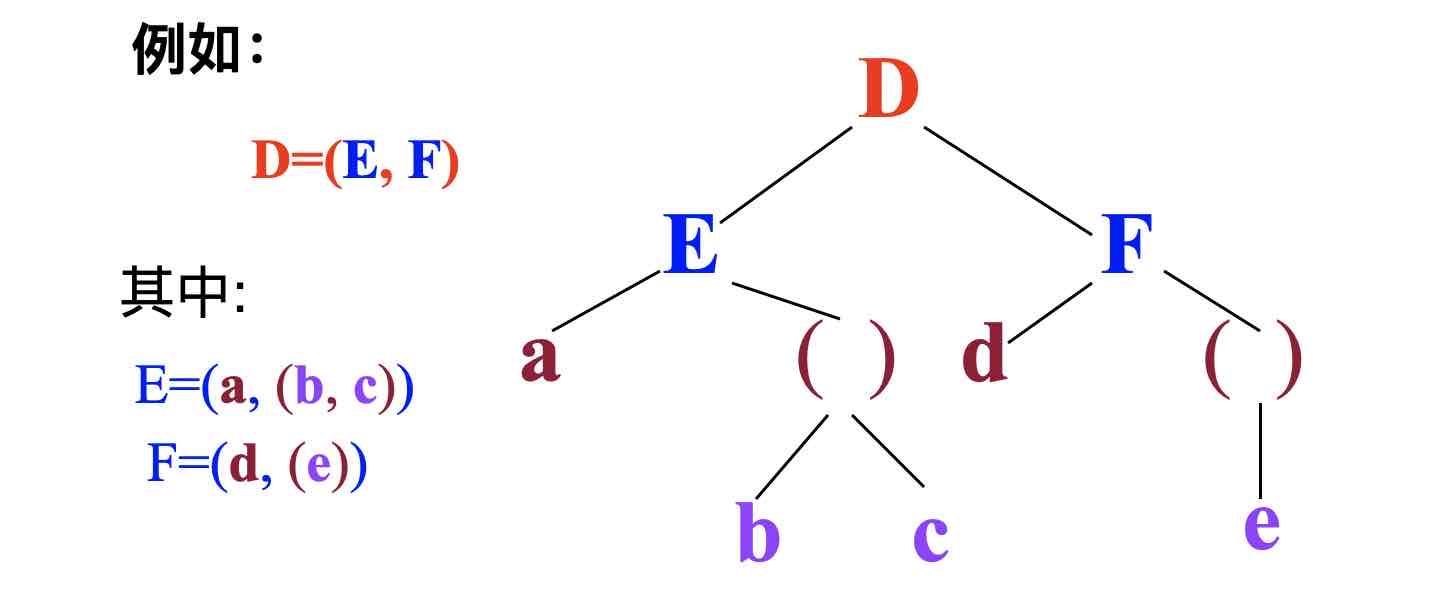 例如：
D=(E, F)
其中:
E=(a, (b, c))
F=(d, (e))
D
E F
a ( ) d ( )
b c e